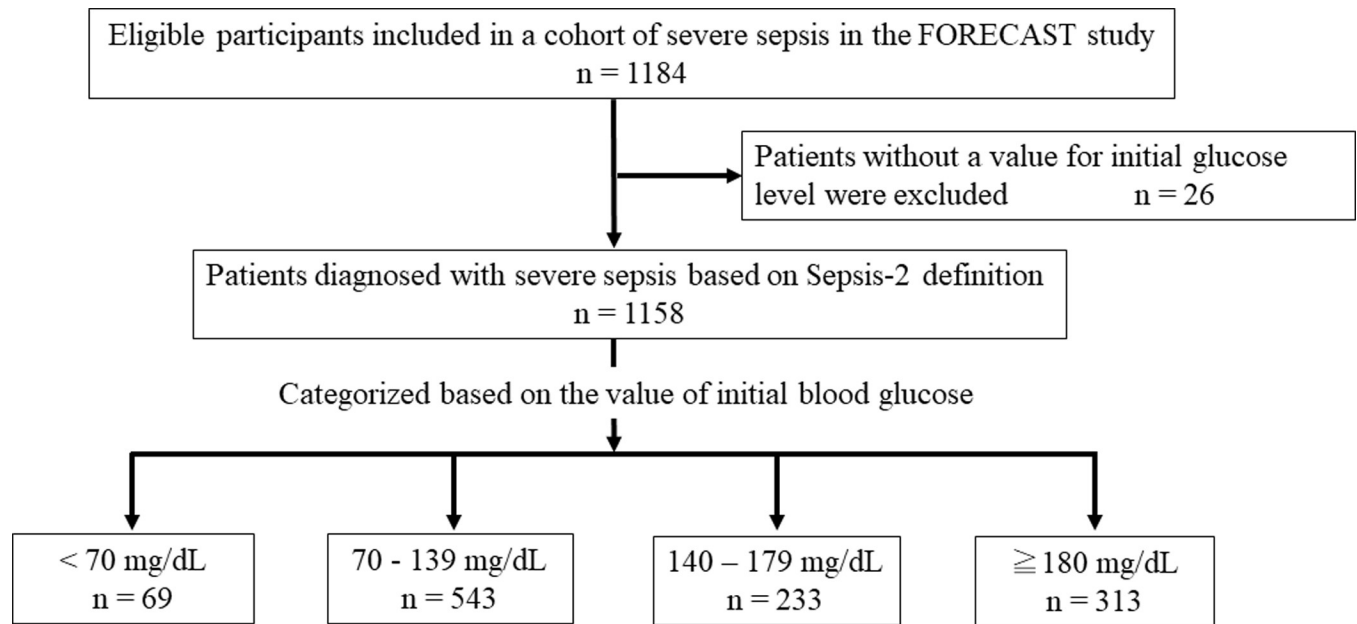 Eligible participants included in a cohort of severe sepsis in the FORECAST study
n = 1184
Patients without a value for initial glucose
level were excluded n = 26
Patients diagnosed with severe sepsis based on Sepsis-2 definition
n = 1158
Categorized based on the value of initial blood glucose
< 70 mg/dL
n = 69
70 - 139 mg/dL
n = 543
140 – 179 mg/dL
n = 233
≧180 mg/dL
n = 313